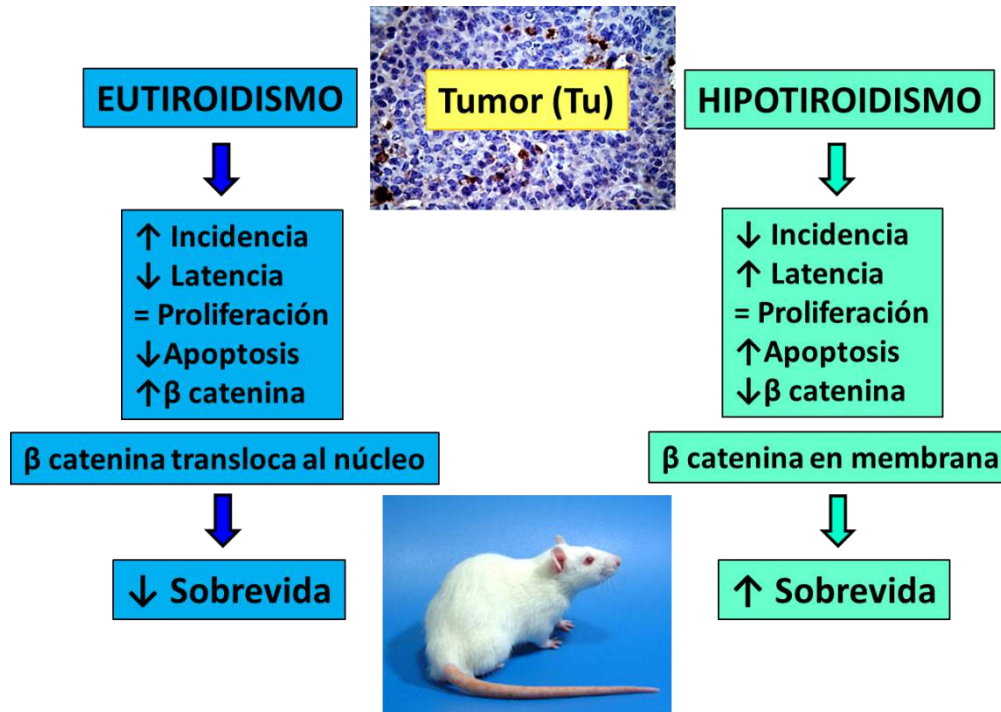 EUTIROIDISMO
↑ Incidencia
↓ Latencia
= Proliferación
↓Apoptosis
↑β catenina
β catenina transloca al núcleo
↓ Sobrevida
Tumor (Tu)
HIPOTIROIDISMO
↓ Incidencia
↑ Latencia
= Proliferación
↑Apoptosis
↓β catenina
β catenina en membrana
↑ Sobrevida